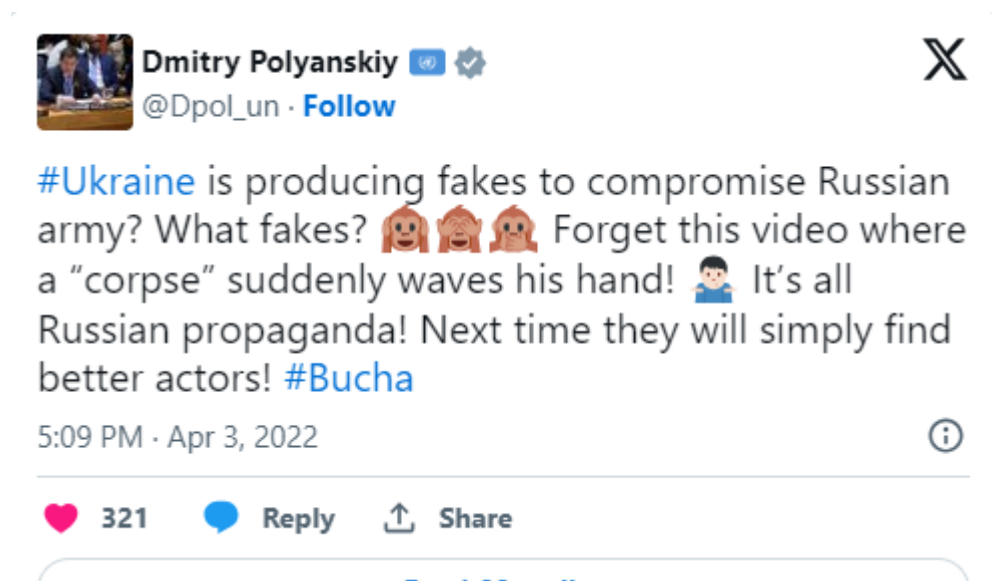 Dmitry Polyanskiy
@Dpol_un · Follow
#Ukraine is producing fakes to compromise Russian
army? What fakes? 🙉🙈🙊 Forget this video where
a “corpse” suddenly waves his hand! 🤷🏻‍♂️ It’s all
Russian propaganda! Next time they will simply find
better actors! #Bucha
5:09 PM · Apr 3, 2022
321 Reply Share